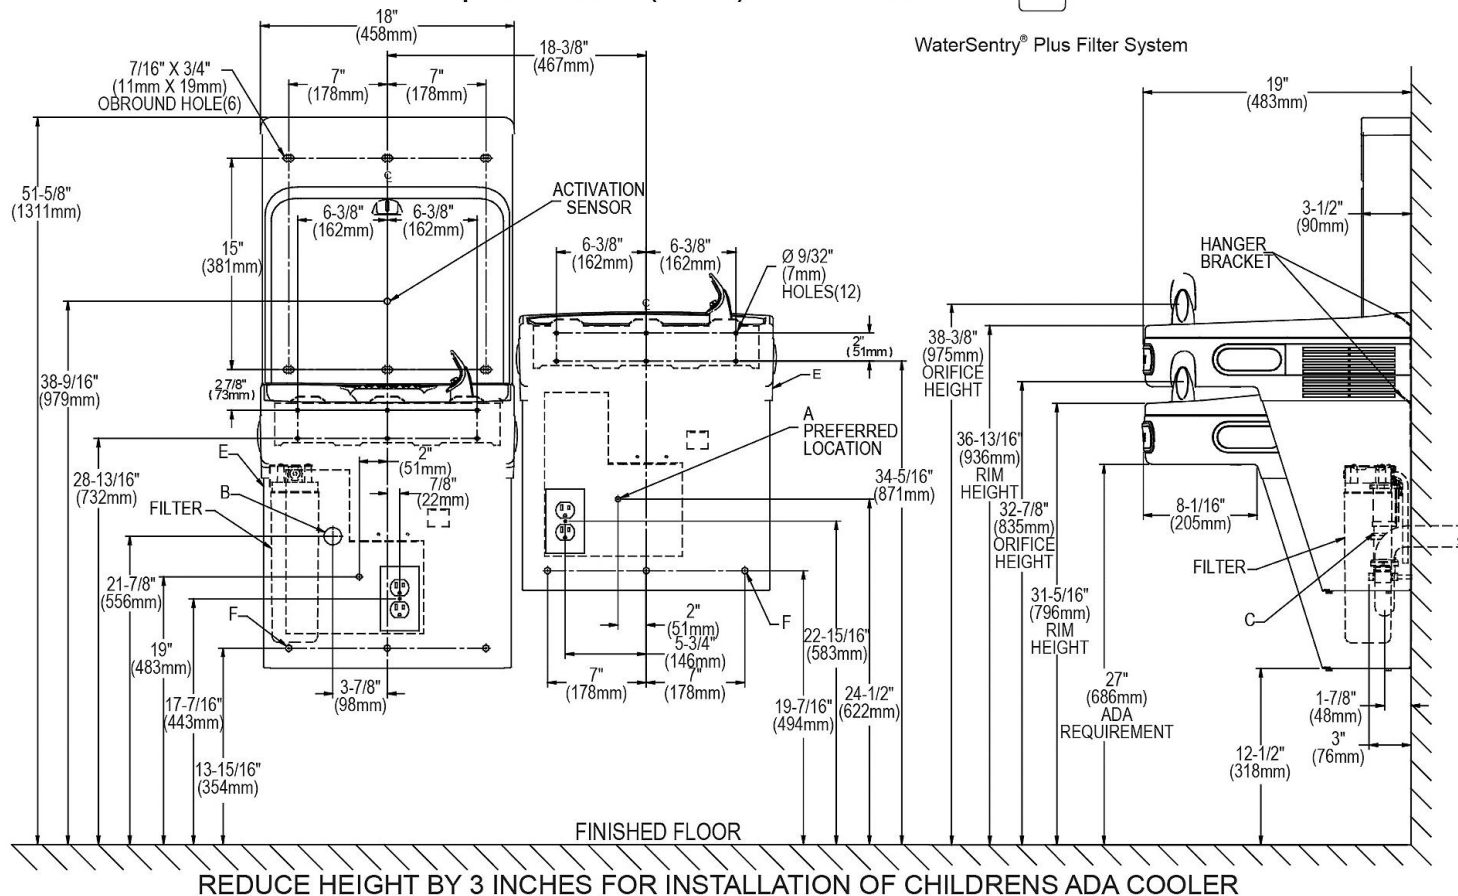 WaterSentry® Plus Filter System
18"
(458mm)
18-3/8"
(467mm)
7/16" X 3/4"
(11mm X 19mm)
OBROUND HOLE(6)
7"
(178mm)
7"
(178mm)
19"
(483mm)
51-5/8"
(1311mm)
ACTIVATION
SENSOR
6-3/8"
(162mm)
6-3/8"
(162mm)
15"
(381mm)
6-3/8"
(162mm)
6-3/8"
(162mm)
Ø 9/32"
(7mm)
HOLES(12)
3-1/2"
(90mm)
HANGER
BRACKET
38-9/16"
(979mm)
2,7/8"
(73mm)
2"
(51mm)
E
38-3/8"
(975mm)
ORIFICE
HEIGHT
A
PREFERRED
LOCATION
36-13/16"
(936mm)
RIM
HEIGHT
28-13/16"
(732mm)
E
B
FILTER
2"
(51mm)
7/8"
(22mm)
34-5/16"
(871mm)
32-7/8"
(835mm)
ORIFICE
HEIGHT
8-1/16"
(205mm)
FILTER
C
21-7/8"
(556mm)
F
31-5/16"
(796mm)
RIM
HEIGHT
2"
(51mm)
5-3/4"
(146mm)
7"
(178mm)
7"
(178mm)
F
22-15/16"
(583mm)
19"
(483mm)
3-7/8"
(98mm)
17-7/16"
(443mm)
19-7/16"
(494mm)
24-1/2"
(622mm)
27"
(686mm)
ADA
REQUIREMENT
1-7/8"
(48mm)
3"
(76mm)
12-1/2"
(318mm)
13-15/16"
(354mm)
FINISHED FLOOR
REDUCE HEIGHT BY 3 INCHES FOR INSTALLATION OF CHILDRENS ADA COOLER